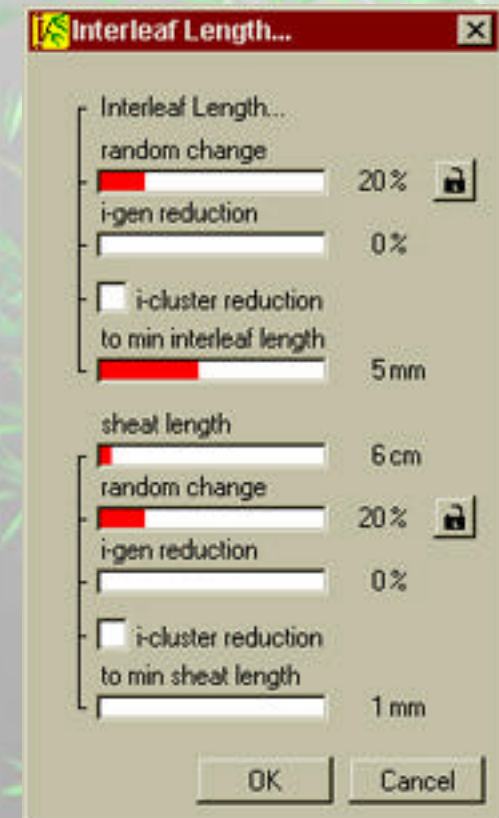 Interleaf Length...
Interleaf Length...
random change
20%
i-gen reduction
0%
i-cluster reduction
to min interleaf length
5 mm
sheat length
6 cm
random change
20%
i-gen reduction
0%
i-cluster reduction
to min sheat length
1 mm
OK Cancel